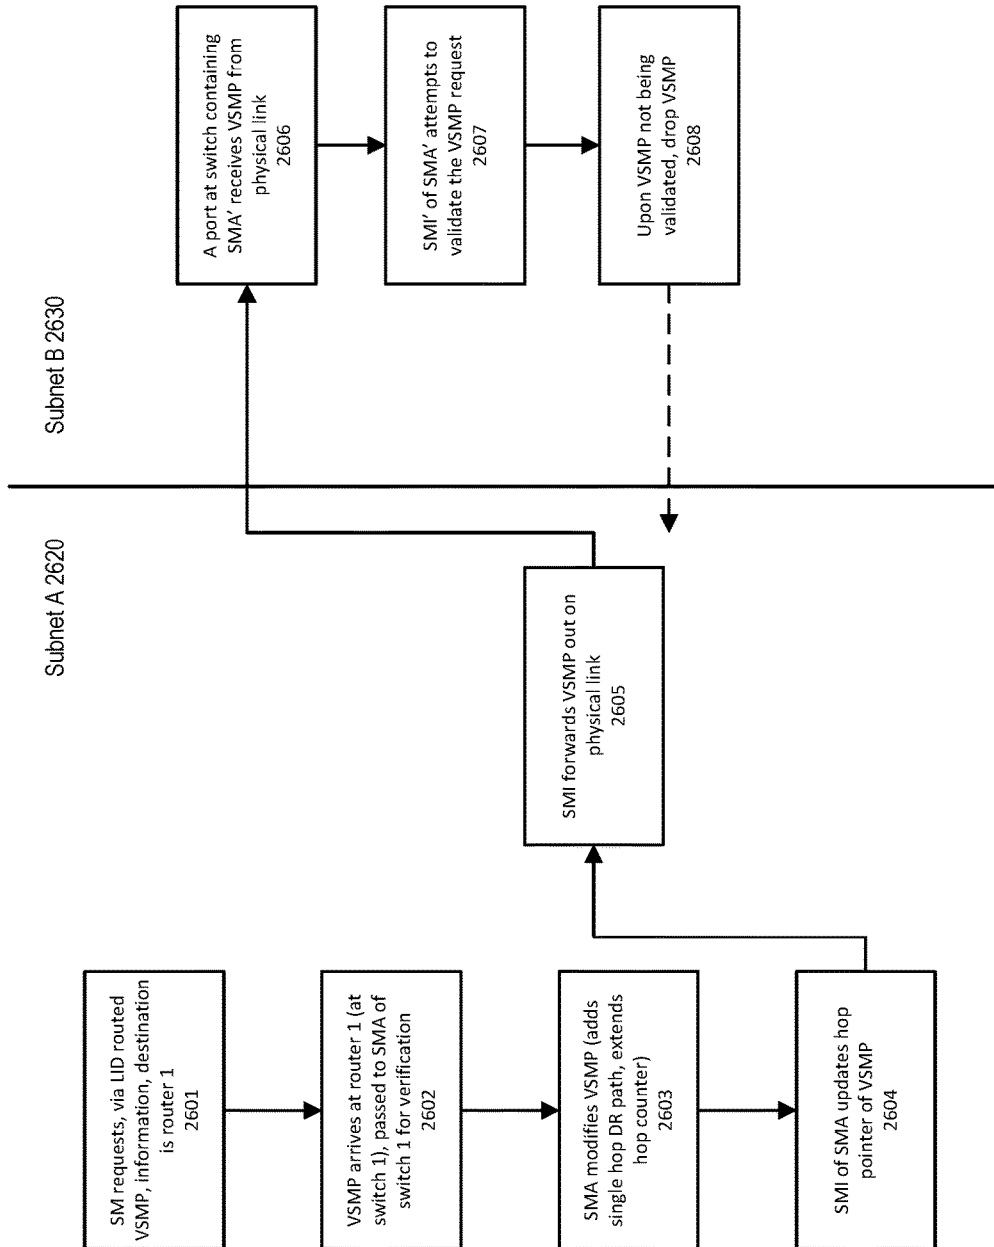 Subnet A 2620
Subnet B 2630
SM requests, via LID routed
VSMP, information, destination
is router 1
2601
VSMP arrives at router 1 (at
switch 1), passed to SMA of
switch 1 for verification
2602
SMA modifies VSMP (adds
single hop DR path, extends
hop counter)
2603
SMI of SMA updates hop
pointer of VSMP
2604
SMI forwards VSMP out on
physical link
2605
A port at switch containing
SMA’ receives VSMP from
physical link
2606
SMI’ of SMA’ attempts to
validate the VSMP request
2607
Upon VSMP not being
validated, drop VSMP
2608